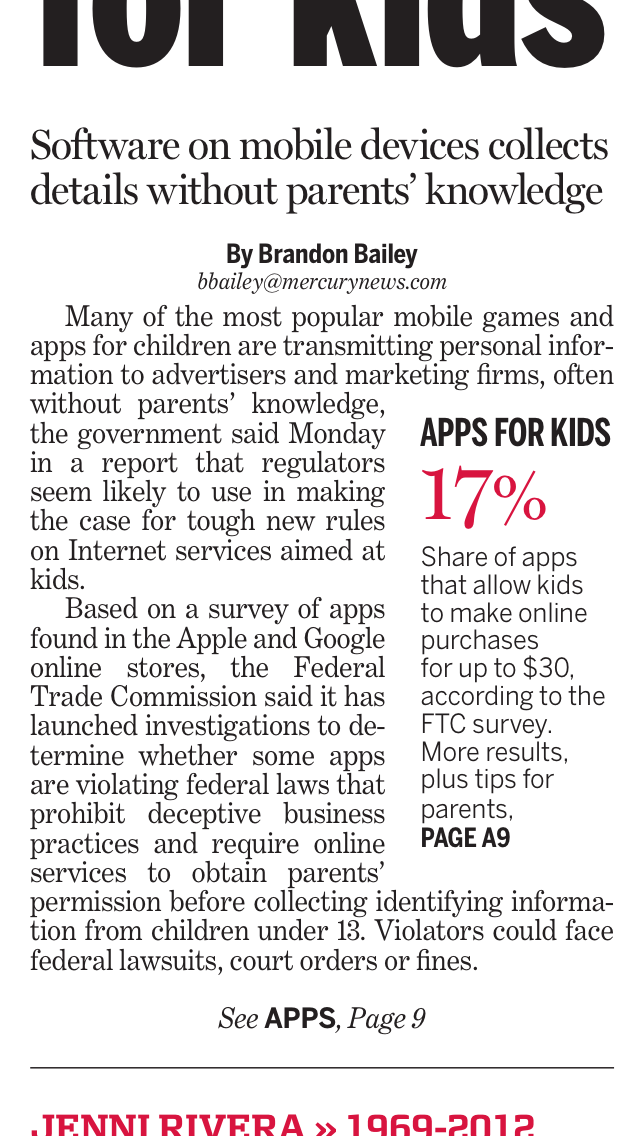 for kids
Software on mobile devices collects
details without parents’ knowledge
By Brandon Bailey
bbailey@mercurynews.com
Many of the most popular mobile games and
apps for children are transmitting personal infor-
mation to advertisers and marketing firms, often
without parents’ knowledge,
the government said Monday
in a report that regulators
seem likely to use in making
the case for tough new rules
on Internet services aimed at
kids.
Based on a survey of apps
found in the Apple and Google
online stores, the Federal
Trade Commission said it has
launched investigations to de-
termine whether some apps
are violating federal laws that
prohibit deceptive business
practices and require online
services to obtain parents’
permission before collecting identifying informa-
tion from children under 13. Violators could face
federal lawsuits, court orders or fines.
APPS FOR KIDS
17%
Share of apps
that allow kids
to make online
purchases
for up to $30,
according to the
FTC survey.
More results,
plus tips for
parents,
PAGE A9
See APPS, Page 9
JENNI RIVERA » 1969-2012